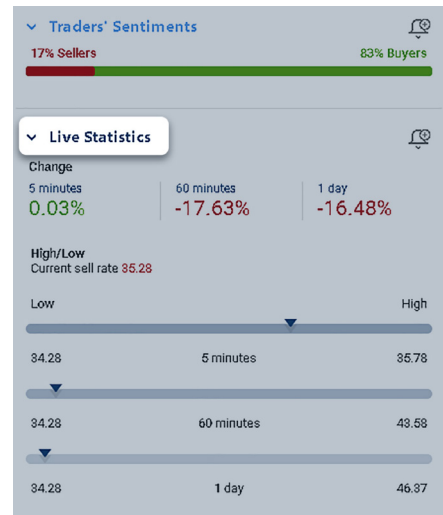 Traders' Sentiments
17% Sellers 83% Buyers
Live Statistics
Change
5 minutes 60 minutes 1 day
0.03% -17.63% -16.48%
High/Low
Current sell rate 35.28
Low High
34.28 5 minutes 35.78
34.28 60 minutes 43.58
34.28 1 day 46.37